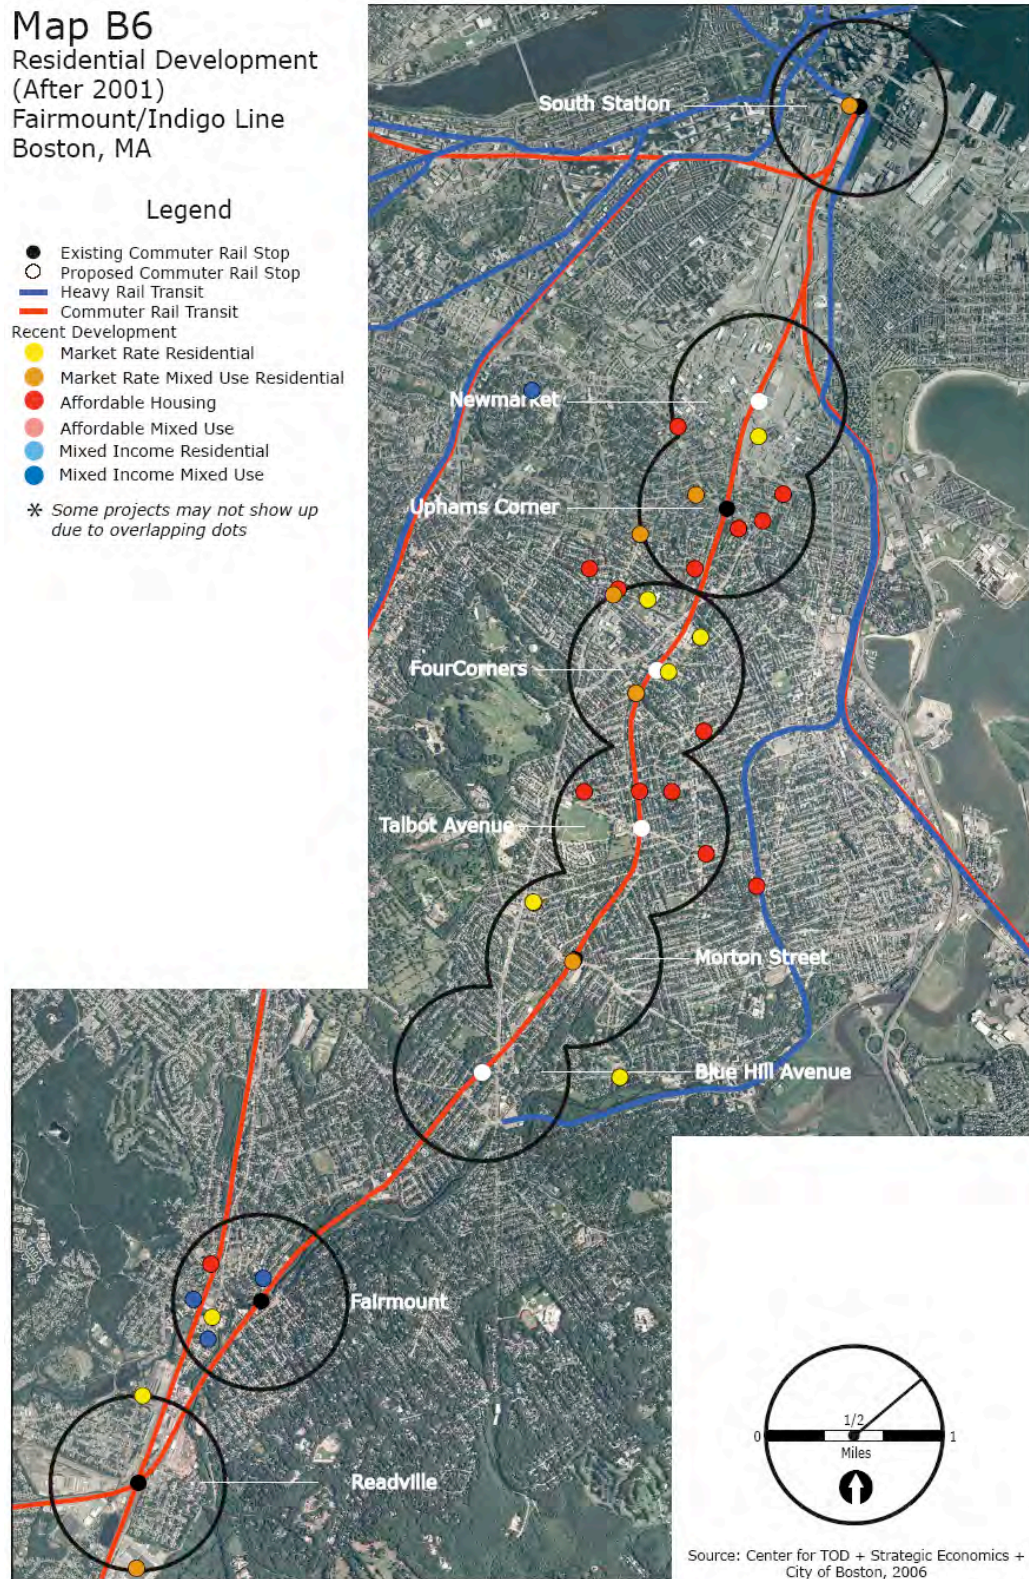 Map B6
Residential Development
(After 2001)
Fairmount/Indigo Line
Boston, MA
Legend
Existing Commuter Rail Stop
Proposed Commuter Rail Stop
Heavy Rail Transit
Commuter Rail Transit
Recent Development
Market Rate Residential
Market Rate Mixed Use Residential
Affordable Housing
Affordable Mixed Use
Mixed Income Residential
Mixed Income Mixed Use
* Some projects may not show up
due to overlapping dots
South Station
Newmarket
Uphams Corner
FourCorners
Talbot Avenue
Morton Street
Blue Hill Avenue
Fairmount
Readville
1/2
0 1
Miles
Source: Center for TOD + Strategic Economics +
City of Boston, 2006